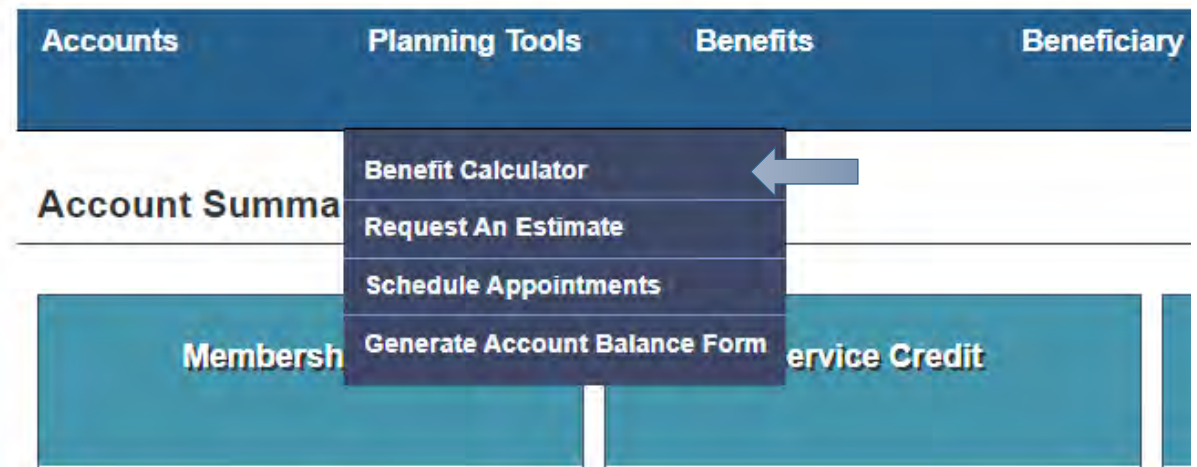 Accounts Planning Tools Benefits Beneficiary
Benefit Calculator
Account Summa
Request An Estimate
Schedule Appointments
Generate Account Balance Form
Membersh ervice Credit